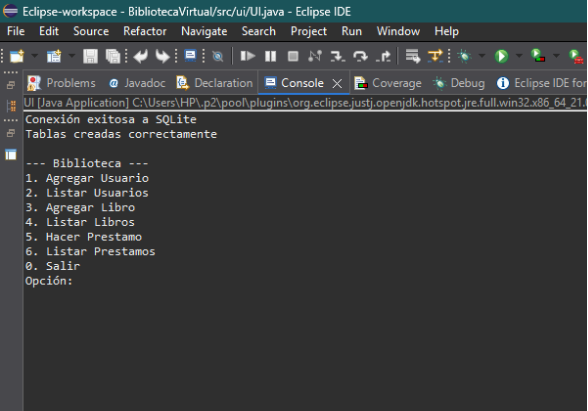 Eclipse-workspace - BibliotecaVirtual/src/ui/UI.java - Eclipse IDE
File Edit Source Refactor Navigate Search Project Run Window Help
Problems Javadoc Declaration Console Coverage Debug Eclipse IDE for
UI [Java Application] C:\Users\HP\.p2\pool\plugins\org.eclipse.justj.openjdk.hotspot.jre.full.win32.x86_64_21.
Conexión exitosa a SQLite
Tablas creadas correctamente
--- Biblioteca ---
1. Agregar Usuario
2. Listar Usuarios
3. Agregar Libro
4. Listar Libros
5. Hacer Prestamo
6. Listar Prestamos
0. Salir
Opción: